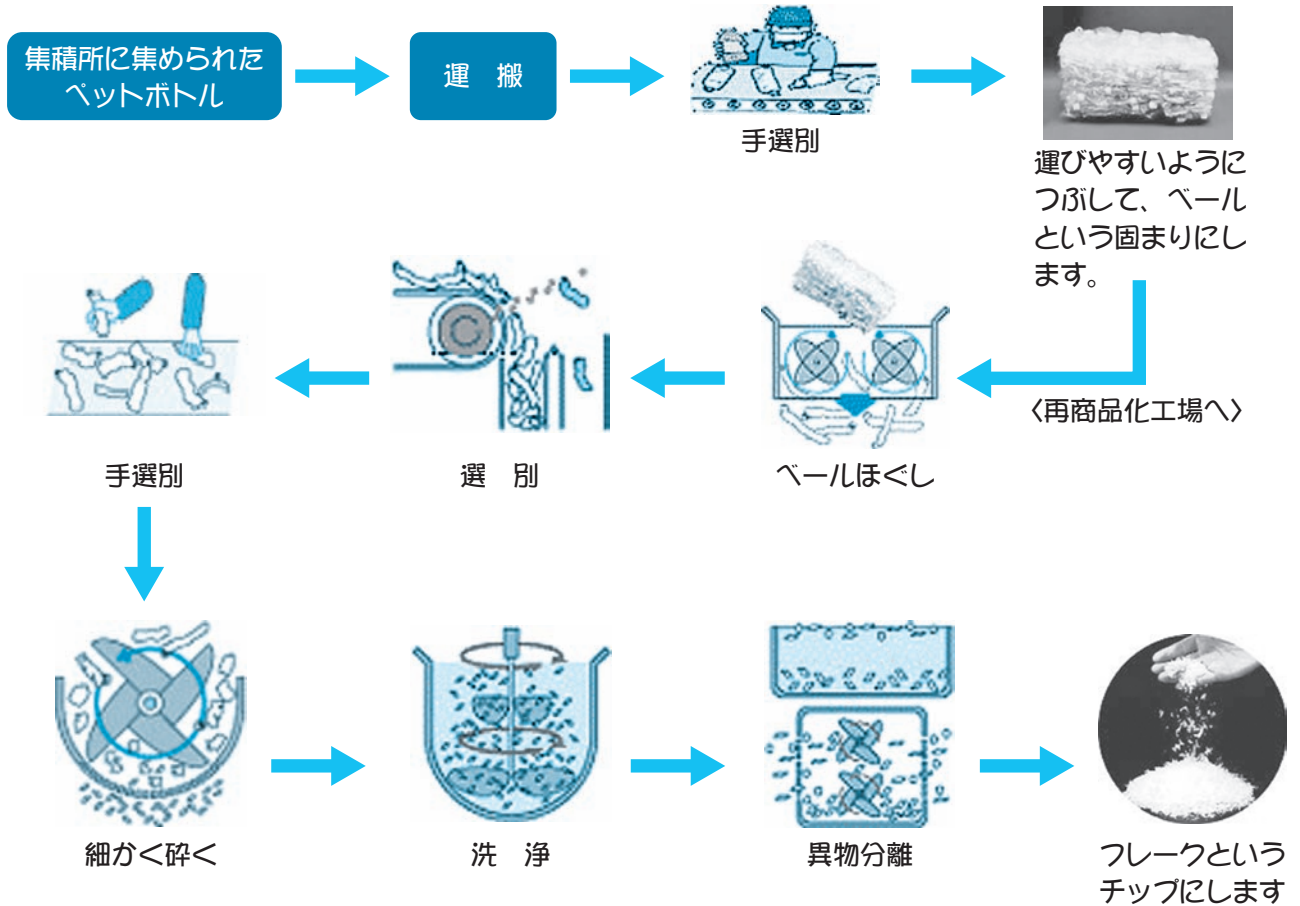 集積所に集められた
ペットボトル
運 搬
手選別
運びやすいように
つぶして、ベール
という固まりにし
ます。
〈再商品化工場へ〉
ベールほぐし
選 別
手選別
細かく砕く
洗 浄
異物分離
フレークという
チップにします